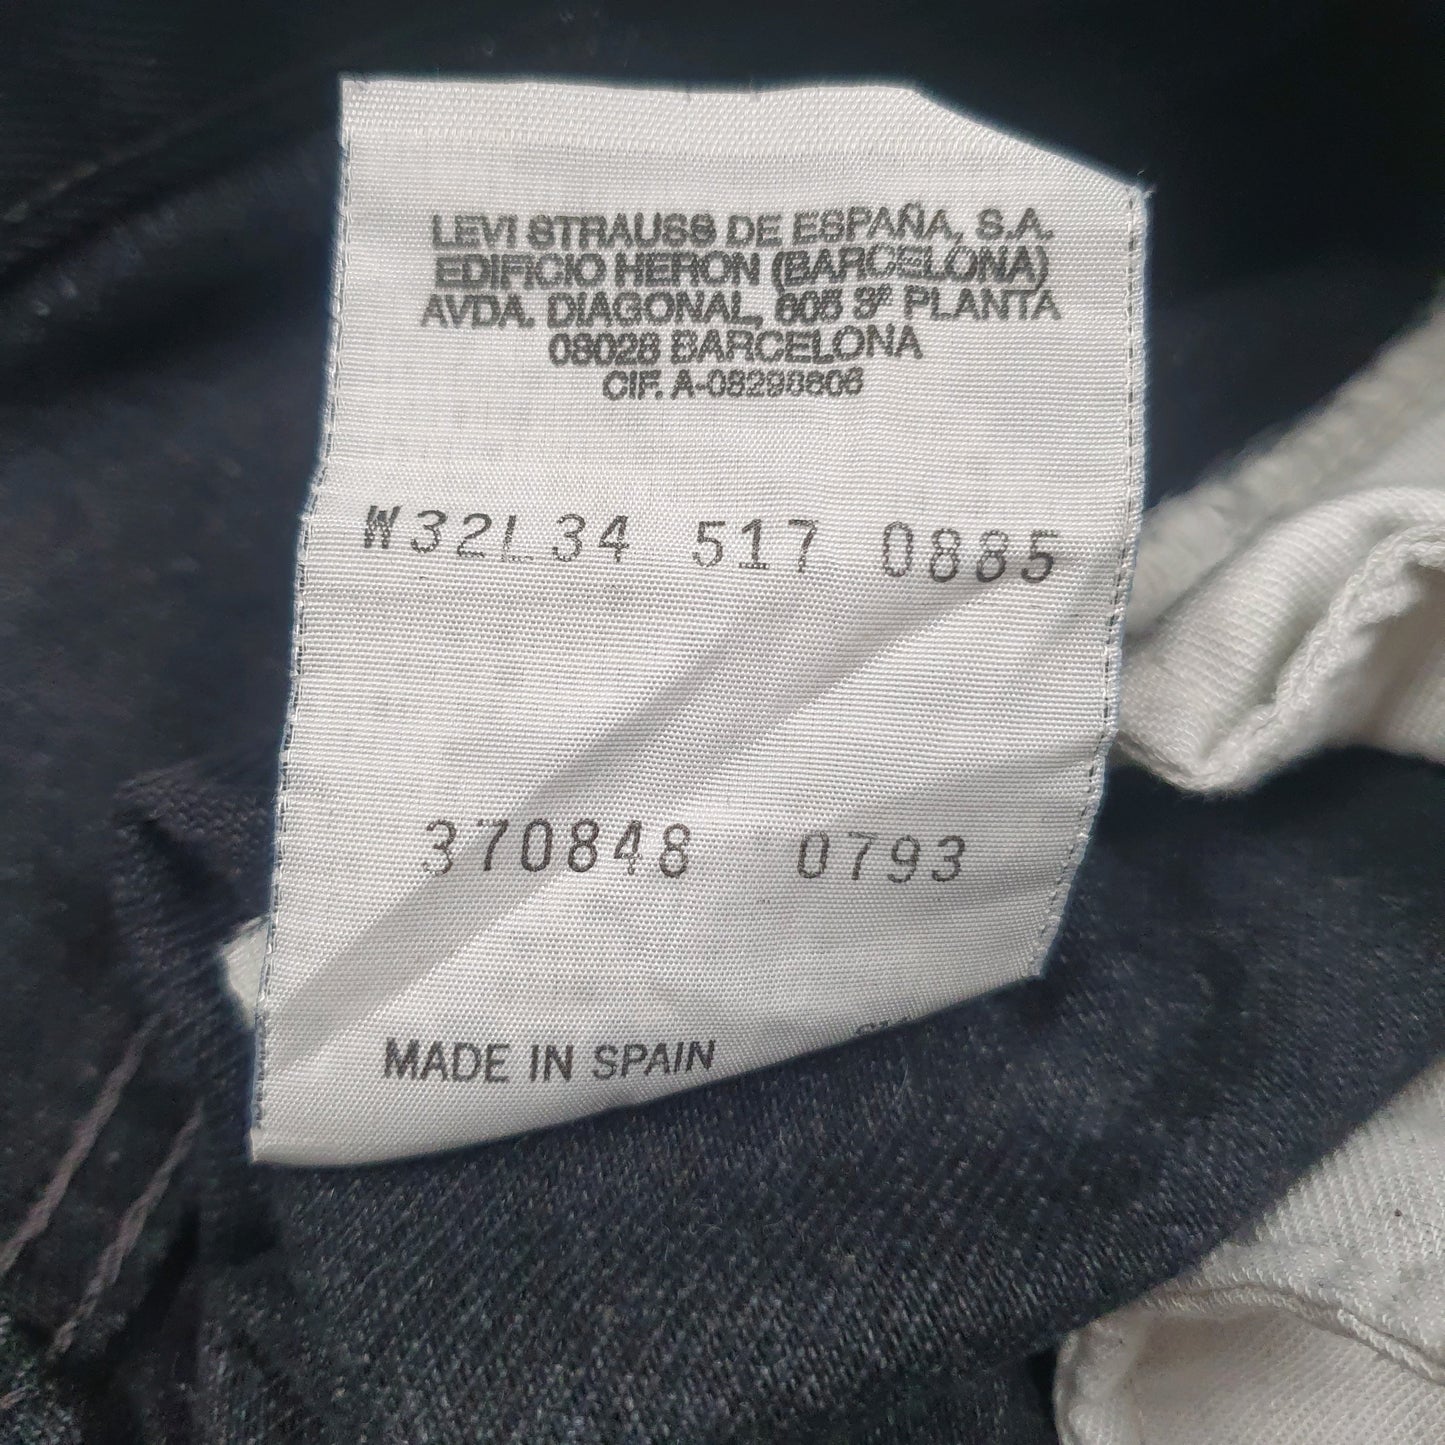 LEVI STRAUSS DE ESPAÑA, S.A.
EDIFICIO HERON (BARCELONA)
AVDA. DIAGONAL, 605 3ª PLANTA
08028 BARCELONA
CIF. A-08298606
W32L34 517 0885
370848 0793
MADE IN SPAIN